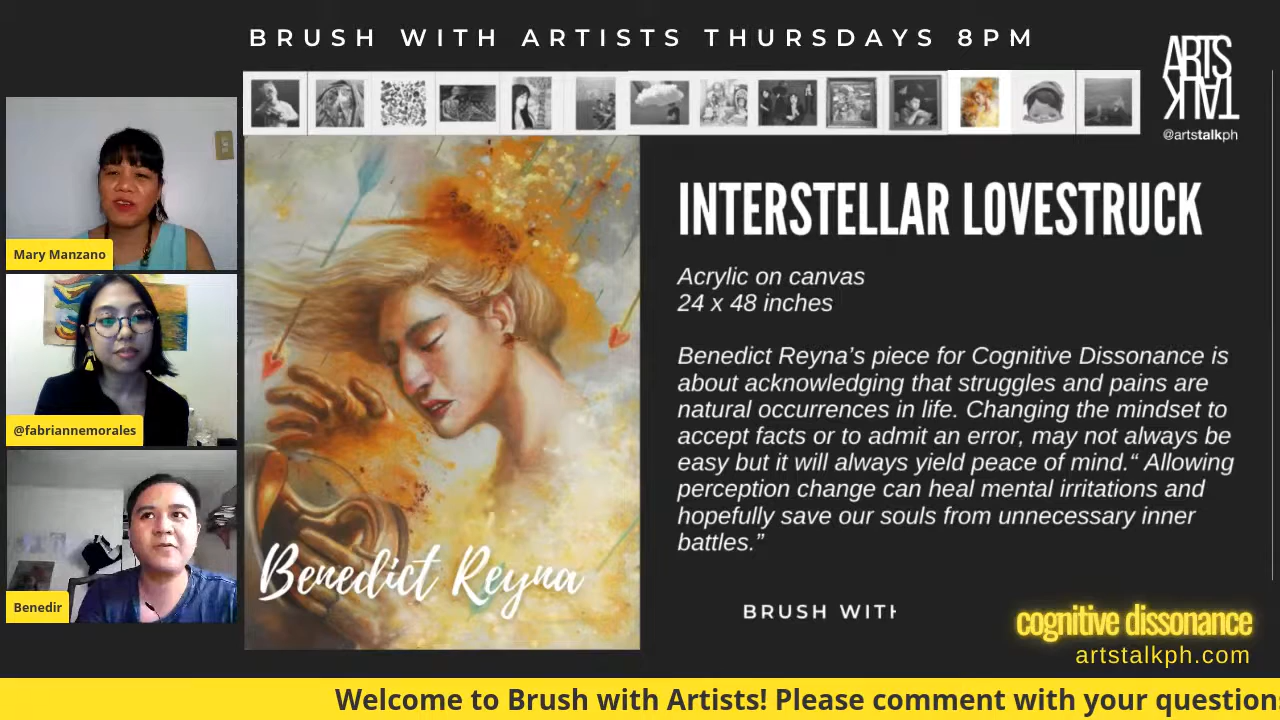 BRUSH WITH ARTISTS THURSDAYS 8PM
ARTS
TALK
@artstalkph
Mary Manzano
@fabriannemorales
Benedir
Benedict Reyna
INTERSTELLAR LOVESTRUCK
Acrylic on canvas
24 x 48 inches
Benedict Reyna’s piece for Cognitive Dissonance is
about acknowledging that struggles and pains are
natural occurrences in life. Changing the mindset to
accept facts or to admit an error, may not always be
easy but it will always yield peace of mind.“ Allowing
perception change can heal mental irritations and
hopefully save our souls from unnecessary inner
battles.”
BRUSH WITH
cognitive dissonance
artstalkph.com
Welcome to Brush with Artists! Please comment with your question